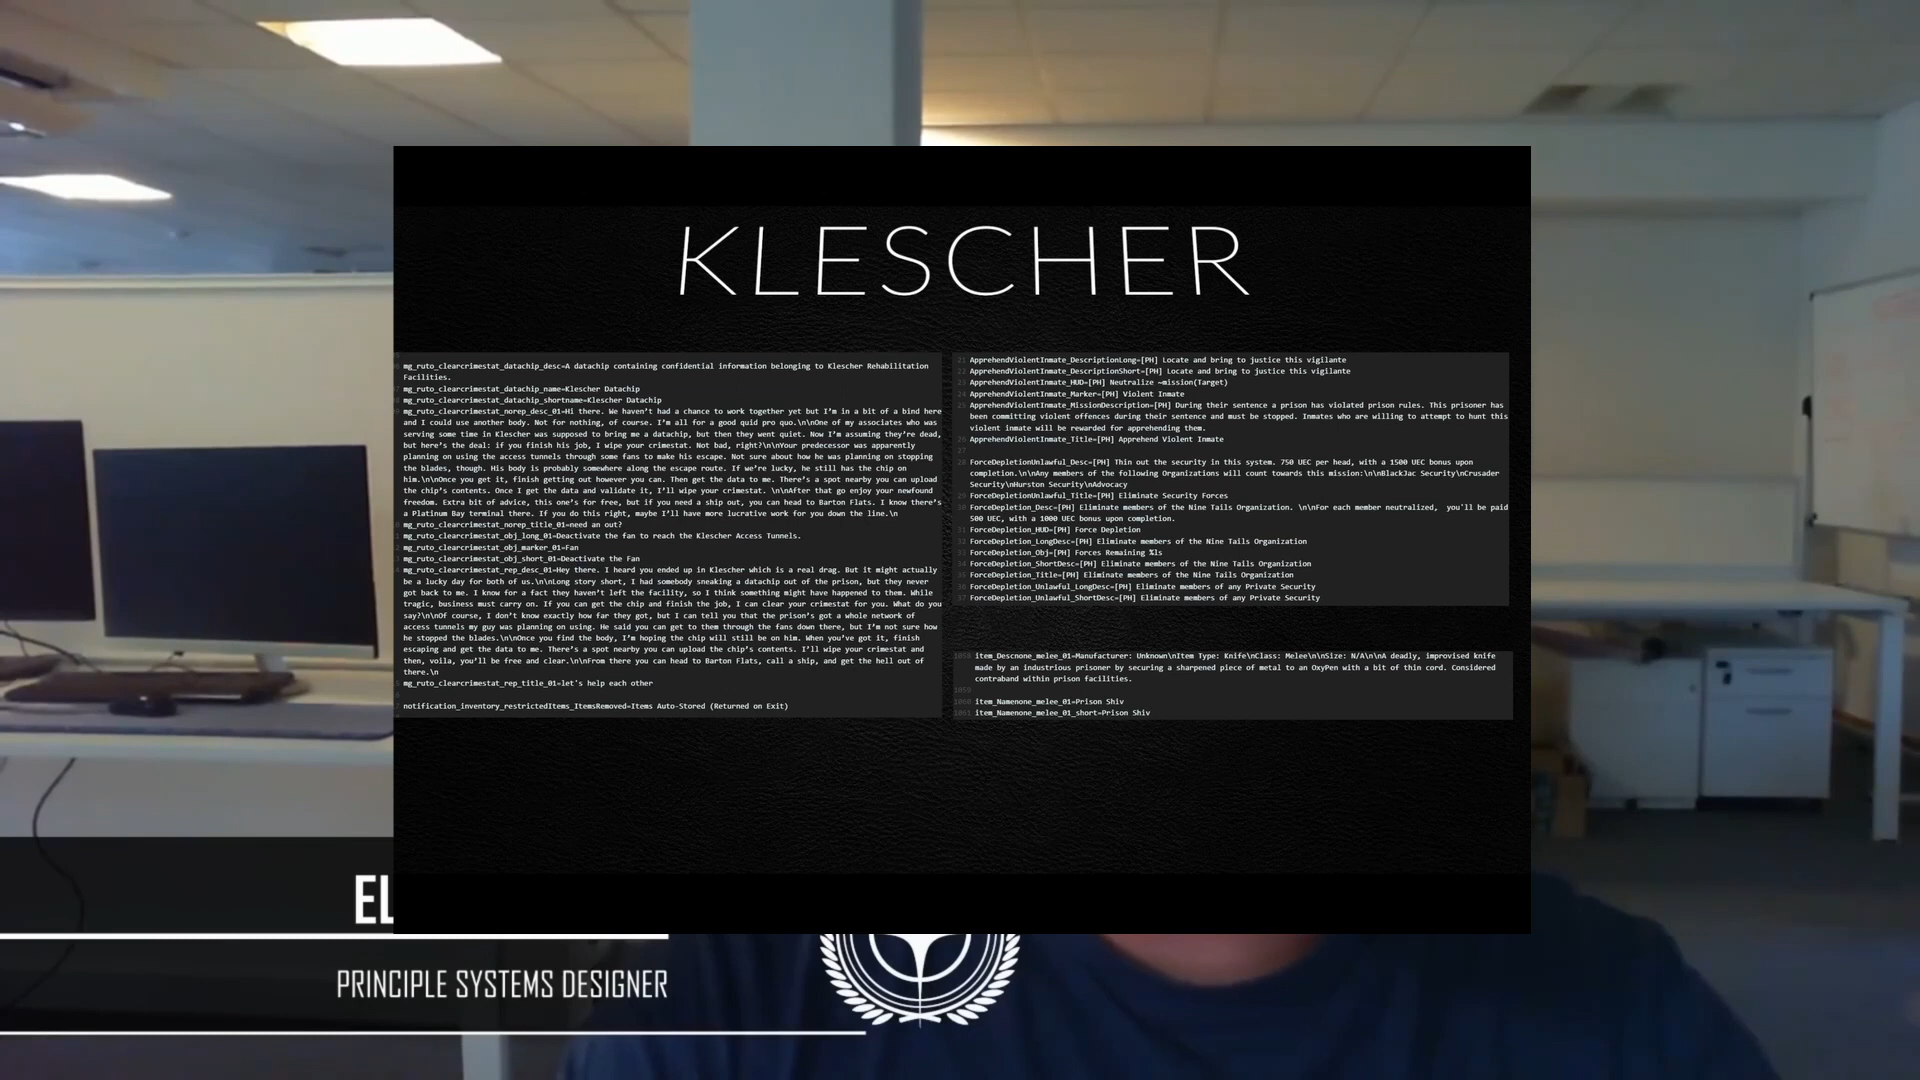 KLESCHER
mg_ruto_clearcrimestat_datachip_desc=A datachip containing confidential information belonging to Klescher Rehabilitation
Facilities.
mg_ruto_clearcrimestat_datachip_name=Klescher Datachip
mg_ruto_clearcrimestat_datachip_shortname=Klescher Datachip
mg_ruto_clearcrimestat_norep_desc_01=Hi there. We haven't had a chance to work together yet but I'm in a bit of a bind here
and I could use another body. Not for nothing, of course. I'm all for a good quid pro quo.\n\nOne of my associates who was
serving some time in Klescher was supposed to bring me a datachip, but then they went quiet. Now I'm assuming they're dead,
but here's the deal: if you finish his job, I wipe your crimestat. Not bad, right?\n\nYour predecessor was apparently
planning on using the access tunnels through some fans to make his escape. Not sure about how he was planning on stopping
the blades, though. His body is probably somewhere along the escape route. If we're lucky, he still has the chip on
him.\n\nOnce you get it, finish getting out however you can. Then get the data to me. There's a spot nearby you can upload
the chip's contents. Once I get the data and validate it, I'll wipe your crimestat. \n\nAfter that go enjoy your newfound
freedom. Extra bit of advice, this one's for free, but if you need a ship out, you can head to Barton Flats. I know there's
a Platinum Bay terminal there. If you do this right, maybe I'll have more lucrative work for you down the line.\n
mg_ruto_clearcrimestat_norep_title_01=need an out?
mg_ruto_clearcrimestat_obj_long_01=Deactivate the fan to reach the Klescher Access Tunnels.
mg_ruto_clearcrimestat_obj_marker_01=Fan
mg_ruto_clearcrimestat_obj_short_01=Deactivate the Fan
mg_ruto_clearcrimestat_rep_desc_01=Hey there. I heard you ended up in Klescher which is a real drag. But it might actually
be a lucky day for both of us.\n\nLong story short, I had somebody sneaking a datachip out of the prison, but they never
got back to me. I know for a fact they haven't left the facility, so I think something might have happened to them. While
tragic, business must carry on. If you can get the chip and finish the job, I can clear your crimestat for you. What do you
say?\n\nOf course, I don't know exactly how far they got, but I can tell you that the prison's got a whole network of
access tunnels my guy was planning on using. He said you can get to them through the fans down there, but I'm not sure how
he stopped the blades.\n\nOnce you find the body, I'm hoping the chip will still be on him. When you've got it, finish
escaping and get the data to me. There's a spot nearby you can upload the chip's contents. I'll wipe your crimestat and
then, voila, you'll be free and clear.\n\nFrom there you can head to Barton Flats, call a ship, and get the hell out of
there.\n
mg_ruto_clearcrimestat_rep_title_01=let's help each other
notification_inventory_restrictedItems_ItemsRemoved=Items Auto-Stored (Returned on Exit)
21 ApprehendViolentInmate_DescriptionLong=[PH] Locate and bring to justice this vigilante
22 ApprehendViolentInmate_DescriptionShort=[PH] Locate and bring to justice this vigilante
23 ApprehendViolentInmate_HUD=[PH] Neutralize ~mission(Target)
24 ApprehendViolentInmate_Marker=[PH] Violent Inmate
25 ApprehendViolentInmate_MissionDescription=[PH] During their sentence a prison has violated prison rules. This prisoner has
been committing violent offences during their sentence and must be stopped. Inmates who are willing to attempt to hunt this
violent inmate will be rewarded for apprehending them.
26 ApprehendViolentInmate_Title=[PH] Apprehend Violent Inmate
27
28 ForceDepletionUnlawful_Desc=[PH] Thin out the security in this system. 750 UEC per head, with a 1500 UEC bonus upon
completion.\n\nAny members of the following Organizations will count towards this mission:\n\nBlackJac Security\nCrusader
Security\nHurston Security\nAdvocacy
29 ForceDepletionUnlawful_Title=[PH] Eliminate Security Forces
30 ForceDepletion_Desc=[PH] Eliminate members of the Nine Tails Organization. \n\nFor each member neutralized, you'll be paid
500 UEC, with a 1000 UEC bonus upon completion.
31 ForceDepletion_HUD=[PH] Force Depletion
32 ForceDepletion_LongDesc=[PH] Eliminate members of the Nine Tails Organization
33 ForceDepletion_Obj=[PH] Forces Remaining %ls
34 ForceDepletion_ShortDesc=[PH] Eliminate members of the Nine Tails Organization
35 ForceDepletion_Title=[PH] Eliminate members of the Nine Tails Organization
36 ForceDepletion_Unlawful_LongDesc=[PH] Eliminate members of any Private Security
37 ForceDepletion_Unlawful_ShortDesc=[PH] Eliminate members of any Private Security
1058 item_Descnone_melee_01=Manufacturer: Unknown\nItem Type: Knife\nClass: Melee\n\nSize: N/A\n\nA deadly, improvised knife
made by an industrious prisoner by securing a sharpened piece of metal to an OxyPen with a bit of thin cord. Considered
contraband within prison facilities.
1059
1060 item_Namenone_melee_01=Prison Shiv
1061 item_Namenone_melee_01_short=Prison Shiv
EL
PRINCIPLE SYSTEMS DESIGNER